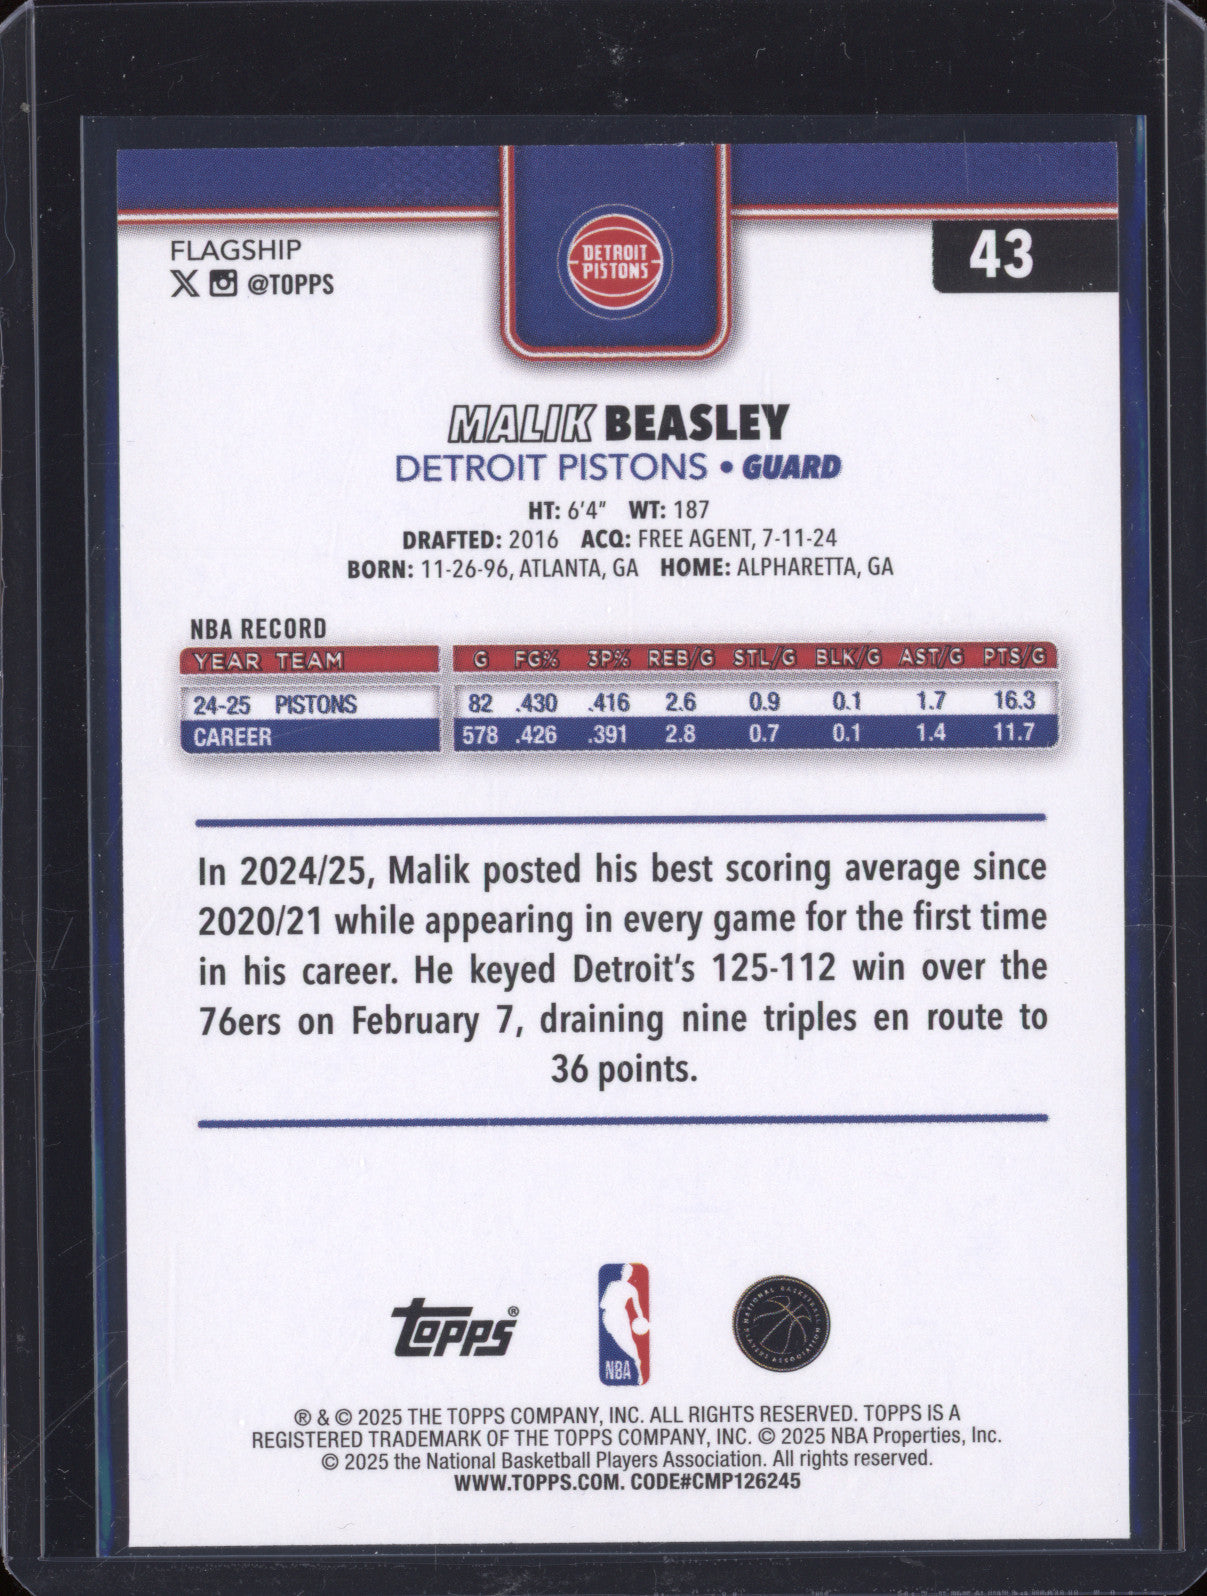 FLAGSHIP
@TOPPS
DETROIT
PISTONS
43
MALIK BEASLEY
DETROIT PISTONS • GUARD
HT: 6'4" WT: 187
DRAFTED: 2016 ACQ: FREE AGENT, 7-11-24
BORN: 11-26-96, ATLANTA, GA HOME: ALPHARETTA, GA
NBA RECORD
YEAR TEAM G FG% 3P% REB/G STL/G BLK/G AST/G PTS/G
24-25 PISTONS 82 .430 .416 2.6 0.9 0.1 1.7 16.3
CAREER 578 .426 .391 2.8 0.7 0.1 1.4 11.7
In 2024/25, Malik posted his best scoring average since
2020/21 while appearing in every game for the first time
in his career. He keyed Detroit's 125-112 win over the
76ers on February 7, draining nine triples en route to
36 points.
topps®
NBA
NATIONAL BASKETBALL
PLAYERS ASSOCIATION
® & © 2025 THE TOPPS COMPANY, INC. ALL RIGHTS RESERVED. TOPPS IS A
REGISTERED TRADEMARK OF THE TOPPS COMPANY, INC. © 2025 NBA Properties, Inc.
© 2025 the National Basketball Players Association. All rights reserved.
WWW.TOPPS.COM. CODE#CMP126245